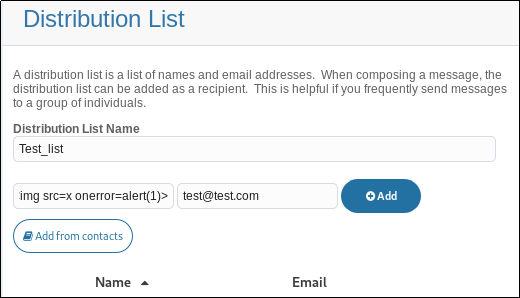 Distribution List
A distribution list is a list of names and email addresses. When composing a message, the
distribution list can be added as a recipient. This is helpful if you frequently send messages
to a group of individuals.
Distribution List Name
Test_list
img src=x onerror=alert(1)> test@test.com Add
Add from contacts
Name Email